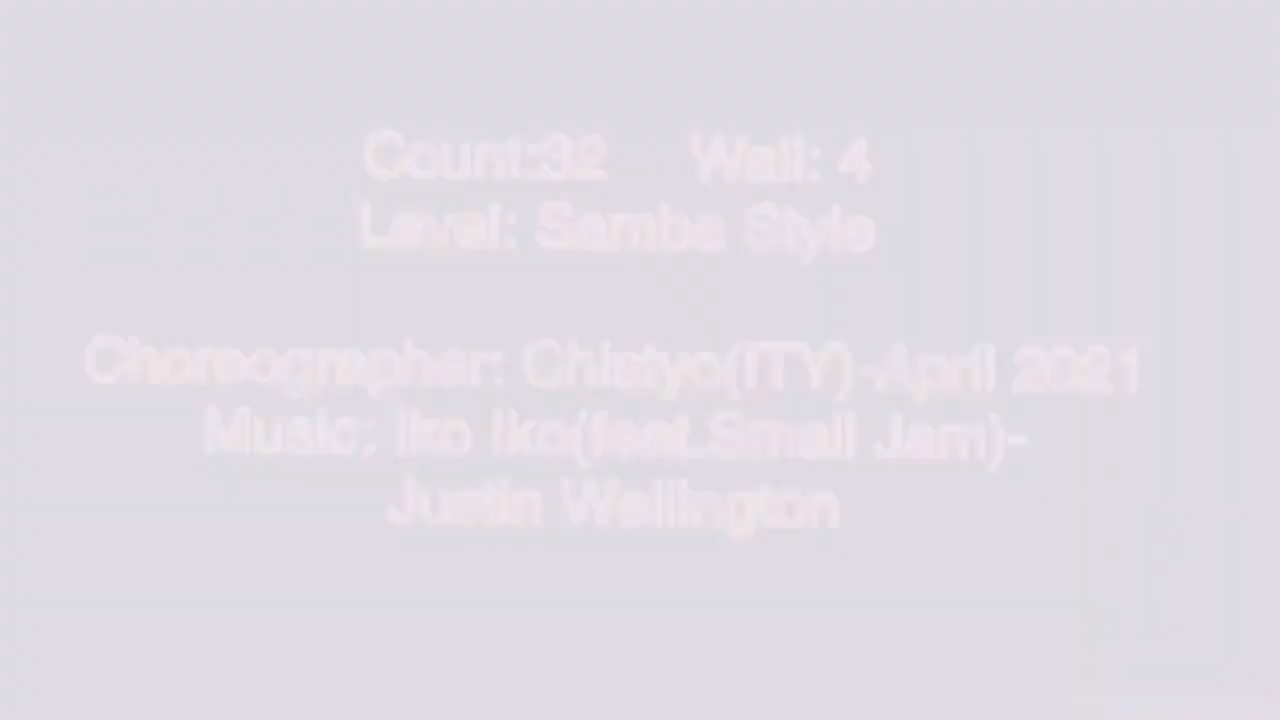 Count:32 Wall: 4
Level: Samba Style
Choreographer: Chistyo(ITY)-April 2021
Music; Iko Iko(feat.Small Jam)-
Justin Wellington